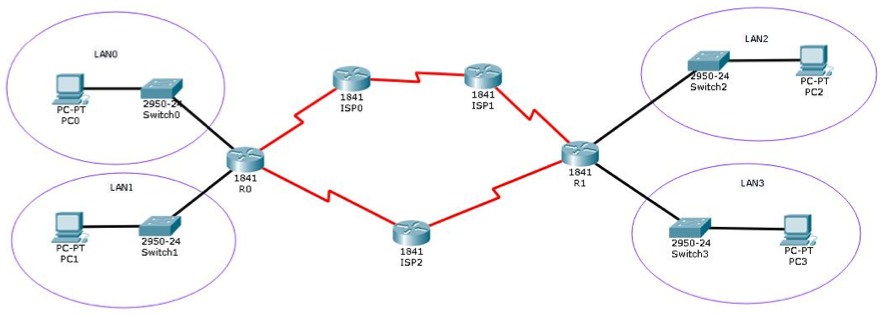 LAN0
PC-PT
PC0
2950-24
Switch0
LAN1
PC-PT
PC1
2950-24
Switch1
1841
R0
1841
ISP0
1841
ISP1
1841
ISP2
1841
R1
LAN2
2950-24
Switch2
PC-PT
PC2
LAN3
2950-24
Switch3
PC-PT
PC3